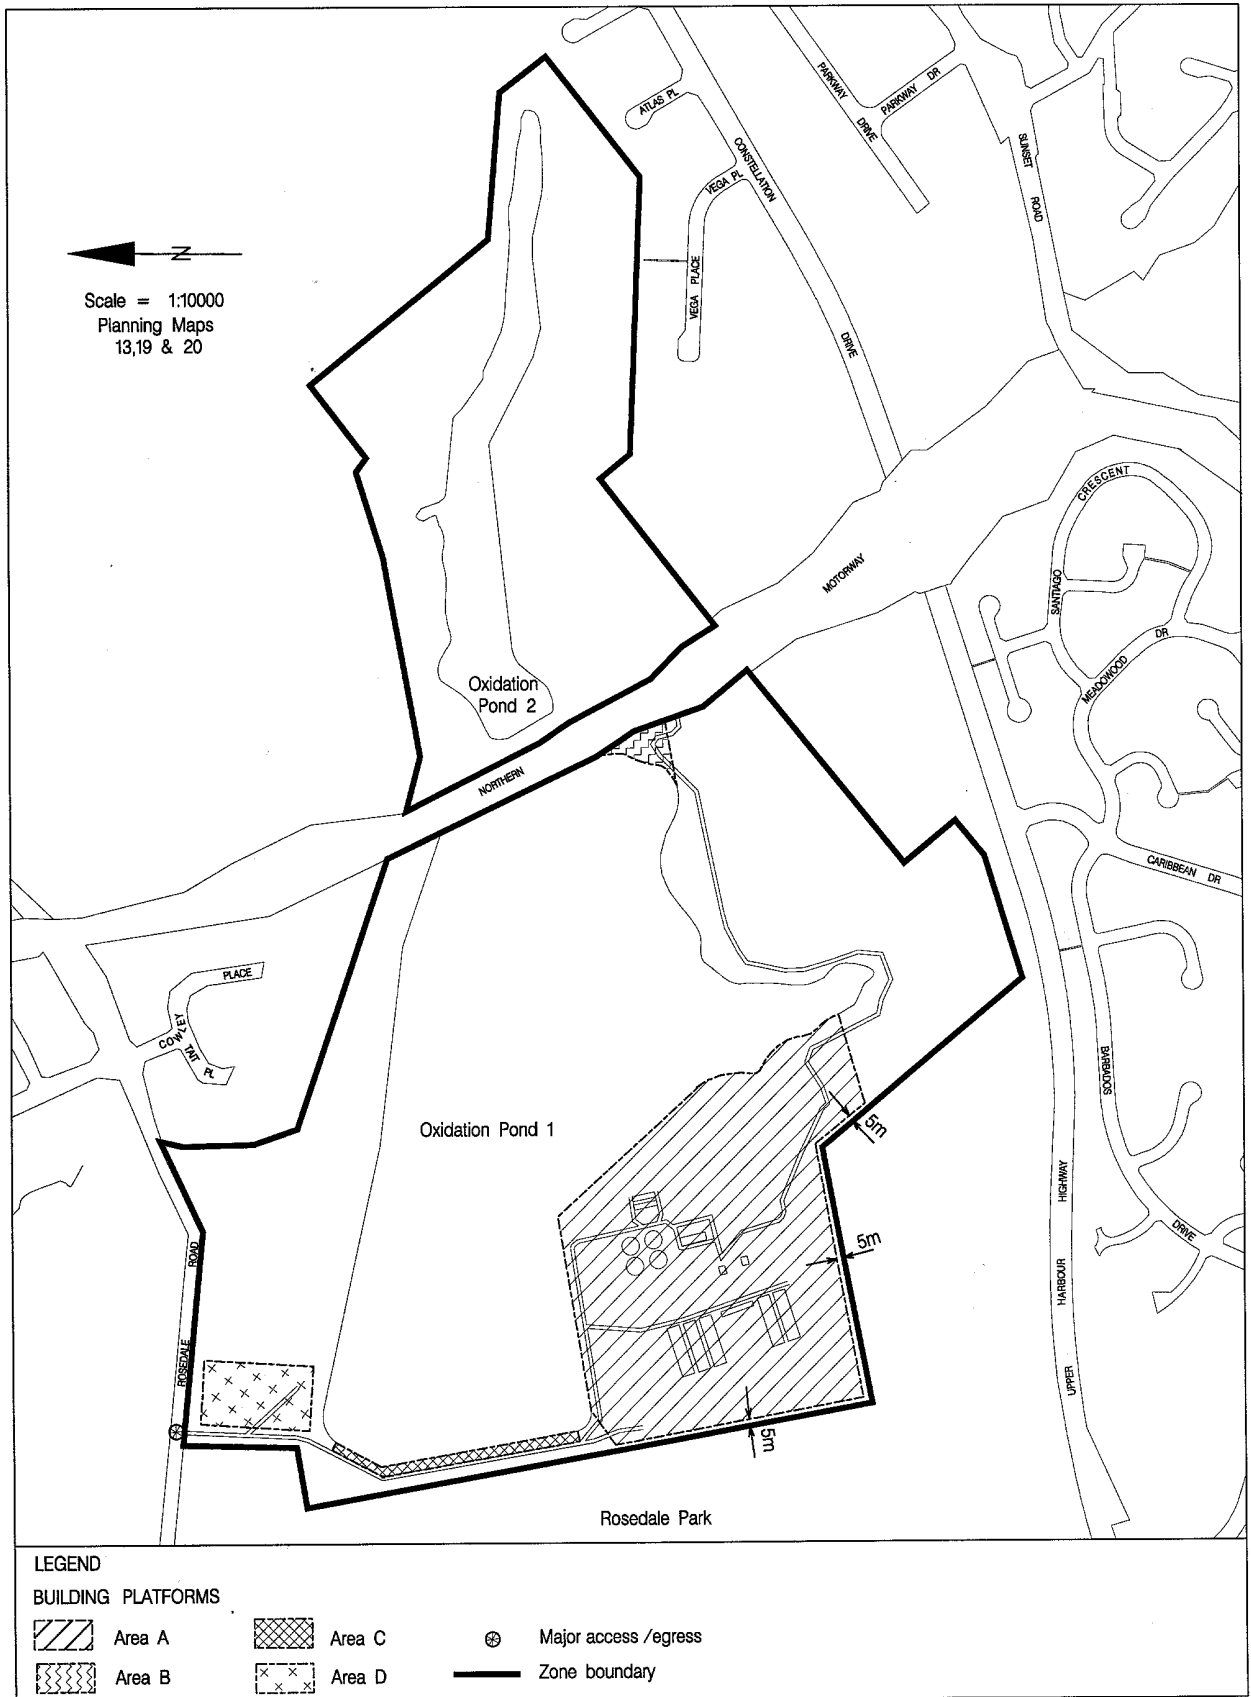 ATLAS PL
PARKWAY
DRIVE
PARKWAY DR
CONSTELLATION
DRIVE
VEGA PL
VEGA PLACE
SUNSET
ROAD
N
Scale = 1:10000
Planning Maps
13,19 & 20
CRESCENT
SANTIAGO
MOTORWAY
MEADOWOOD
DR
Oxidation
Pond 2
NORTHERN
CARIBBEAN DR
PLACE
COWLEY
TAIT PL
BARBADOS
DRIVE
Oxidation Pond 1
5m
5m
5m
HIGHWAY
HARBOUR
UPPER
ROAD
ROSEDALE
Rosedale Park
LEGEND
BUILDING PLATFORMS
Area A
Area B
Area C
Area D
Major access /egress
Zone boundary